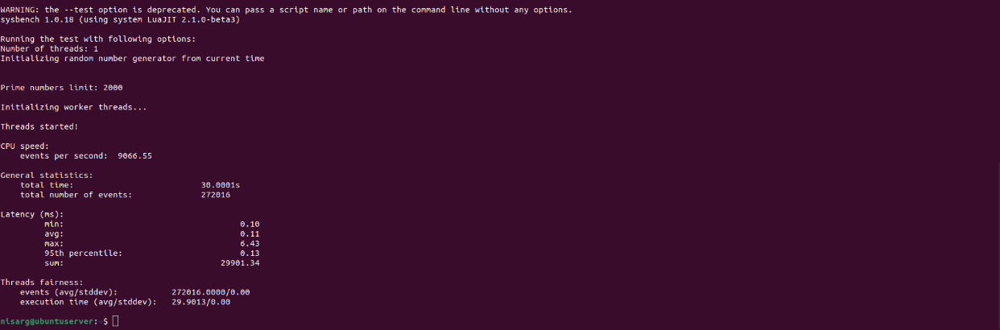 WARNING: the --test option is deprecated. You can pass a script name or path on the command line without any options.
sysbench 1.0.18 (using system LuaJIT 2.1.0-beta3)
Running the test with following options:
Number of threads: 1
Initializing random number generator from current time
Prime numbers limit: 2000
Initializing worker threads...
Threads started!
CPU speed:
events per second: 9066.55
General statistics:
total time: 30.0001s
total number of events: 272016
Latency (ms):
min: 0.10
avg: 0.11
max: 6.43
95th percentile: 0.13
sum: 29901.34
Threads fairness:
events (avg/stddev): 272016.0000/0.00
execution time (avg/stddev): 29.9013/0.00
nisarg@ubuntuserver:~$